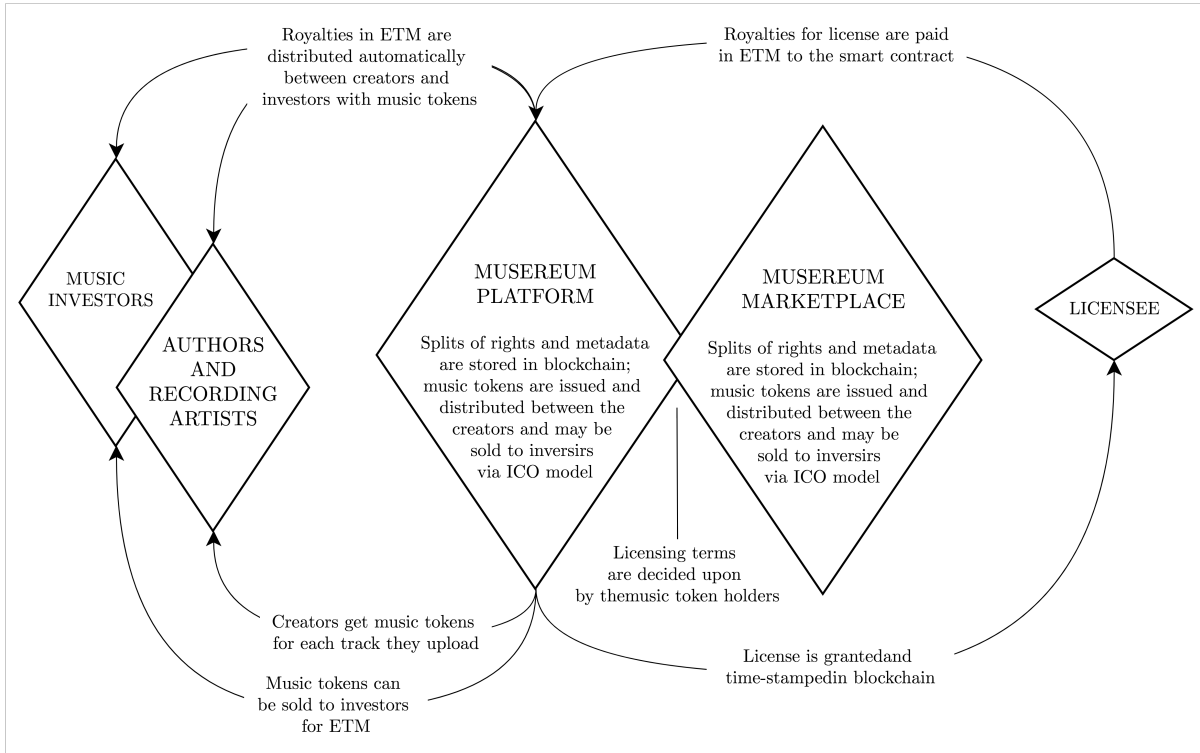 Royalties in ETM are
distributed automatically
between creators and
investors with music tokens
Royalties for license are paid
in ETM to the smart contract
MUSIC
INVESTORS
AUTHORS
AND
RECORDING
ARTISTS
MUSEREUM
PLATFORM
Splits of rights and metadata
are stored in blockchain;
music tokens are issued and
distributed between the
creators and may be
sold to inversirs
via ICO model
MUSEREUM
MARKETPLACE
Splits of rights and metadata
are stored in blockchain;
music tokens are issued and
distributed between the
creators and may be
sold to inversirs
via ICO model
LICENSEE
Licensing terms
are decided upon
by themusic token holders
Creators get music tokens
for each track they upload
Music tokens can
be sold to investors
for ETM
License is grantedand
time-stampedin blockchain